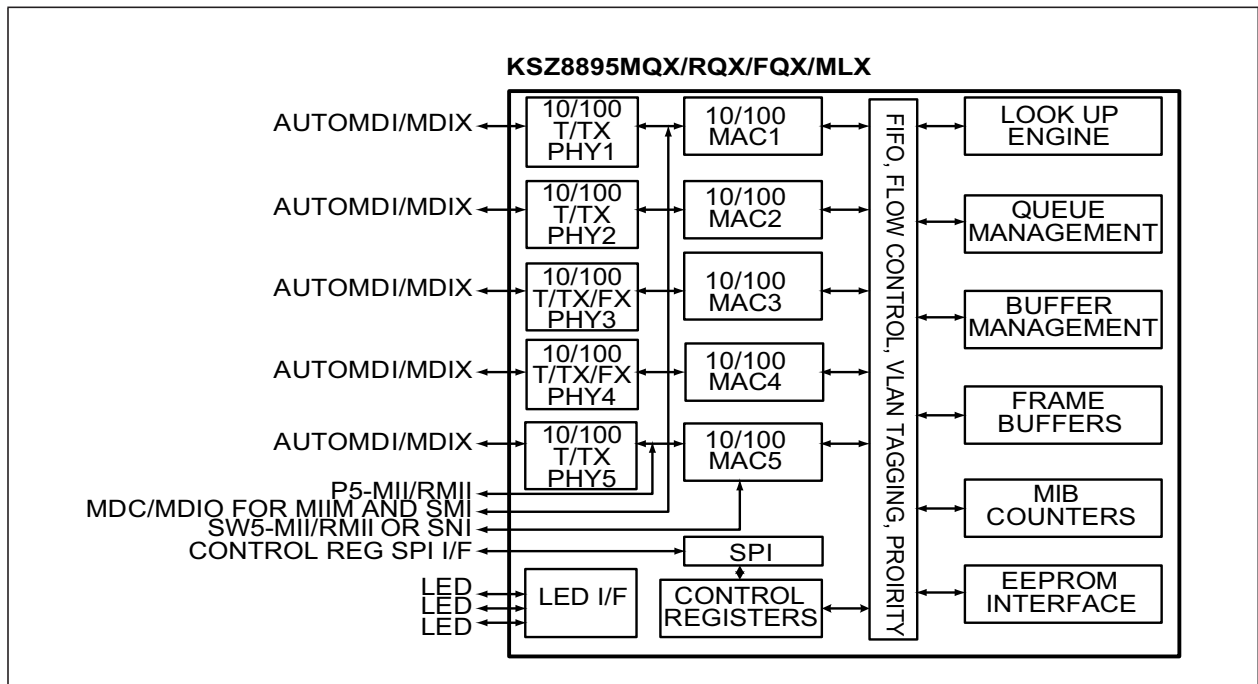 KSZ8895MQX/RQX/FQX/MLX
AUTOMDI/MDIX
10/100
T/TX
PHY1
10/100
MAC1
LOOK UP
ENGINE
AUTOMDI/MDIX
10/100
T/TX
PHY2
10/100
MAC2
QUEUE
MANAGEMENT
AUTOMDI/MDIX
10/100
T/TX/FX
PHY3
10/100
MAC3
BUFFER
MANAGEMENT
AUTOMDI/MDIX
10/100
T/TX/FX
PHY4
10/100
MAC4
FRAME
BUFFERS
AUTOMDI/MDIX
10/100
T/TX
PHY5
10/100
MAC5
FIFO, FLOW CONTROL, VLAN TAGGING, PROIRITY
P5-MII/RMII
MDC/MDIO FOR MIIM AND SMI
SW5-MII/RMII OR SNI
CONTROL REG SPI I/F
SPI
MIB
COUNTERS
LED
LED
LED
LED I/F
CONTROL
REGISTERS
EEPROM
INTERFACE